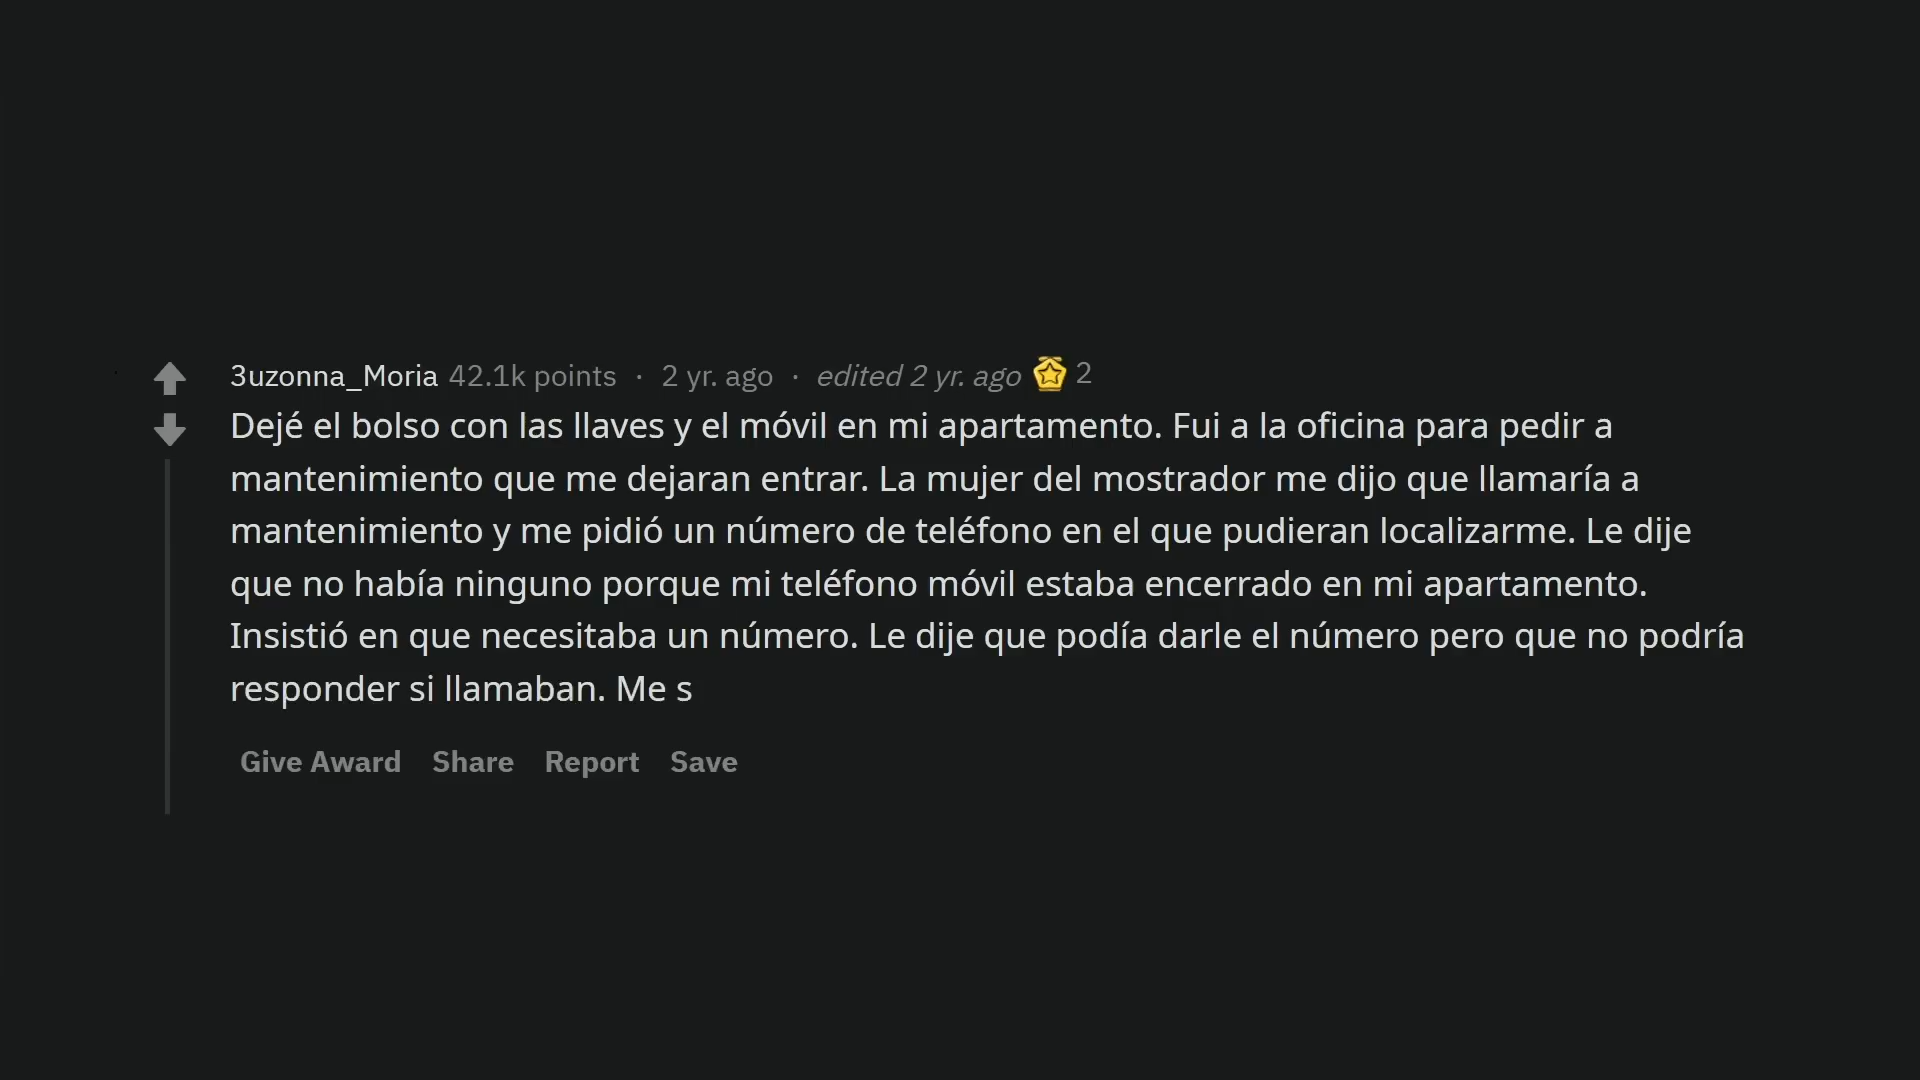 3uzonna_Moria 42.1k points · 2 yr. ago · edited 2 yr. ago 2
Dejé el bolso con las llaves y el móvil en mi apartamento. Fui a la oficina para pedir a
mantenimiento que me dejaran entrar. La mujer del mostrador me dijo que llamaría a
mantenimiento y me pidió un número de teléfono en el que pudieran localizarme. Le dije
que no había ninguno porque mi teléfono móvil estaba encerrado en mi apartamento.
Insistió en que necesitaba un número. Le dije que podía darle el número pero que no podría
responder si llamaban. Me s
Give Award Share Report Save